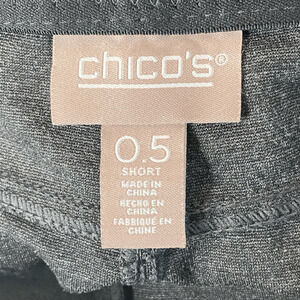 chico's®
0.5
SHORT
MADE IN
CHINA
HECHO EN
CHINA
FABRIQUÉ EN
CHINE